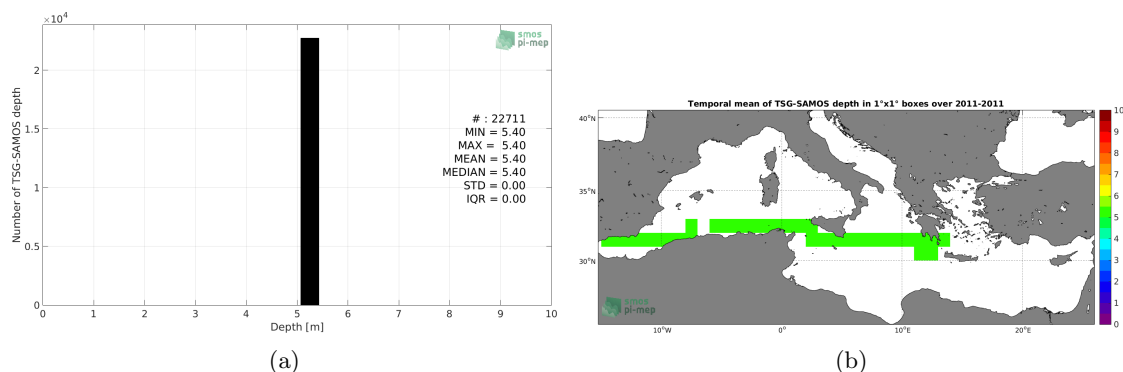 ×10⁴
smos
pi-mep
2
1.5
1
0.5
0
Number of TSG-SAMOS depth
# : 22711
MIN = 5.40
MAX = 5.40
MEAN = 5.40
MEDIAN = 5.40
STD = 0.00
IQR = 0.00
0 1 2 3 4 5 6 7 8 9 10
Depth [m]
(a)
Temporal mean of TSG-SAMOS depth in 1°x1° boxes over 2011-2011
40°N
35°N
30°N
10°W 0° 10°E 20°E
smos
pi-mep
10
9
8
7
6
5
4
3
2
1
0
(b)